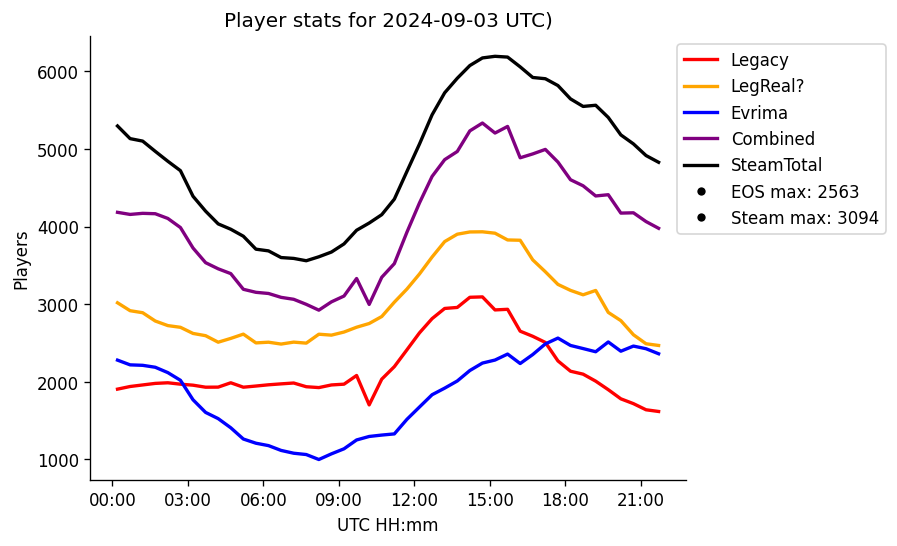 Player stats for 2024-09-03 UTC)
Players
6000
5000
4000
3000
2000
1000
00:00 03:00 06:00 09:00 12:00 15:00 18:00 21:00
UTC HH:mm
Legacy
LegReal?
Evrima
Combined
SteamTotal
EOS max: 2563
Steam max: 3094